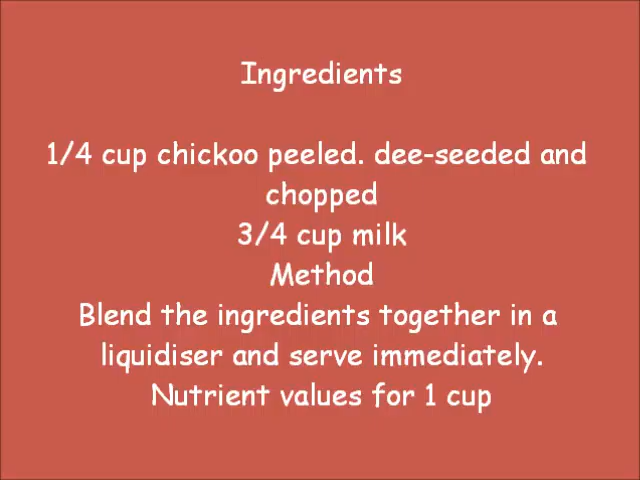 Ingredients
1/4 cup chickoo peeled. dee-seeded and
chopped
3/4 cup milk
Method
Blend the ingredients together in a
liquidiser and serve immediately.
Nutrient values for 1 cup